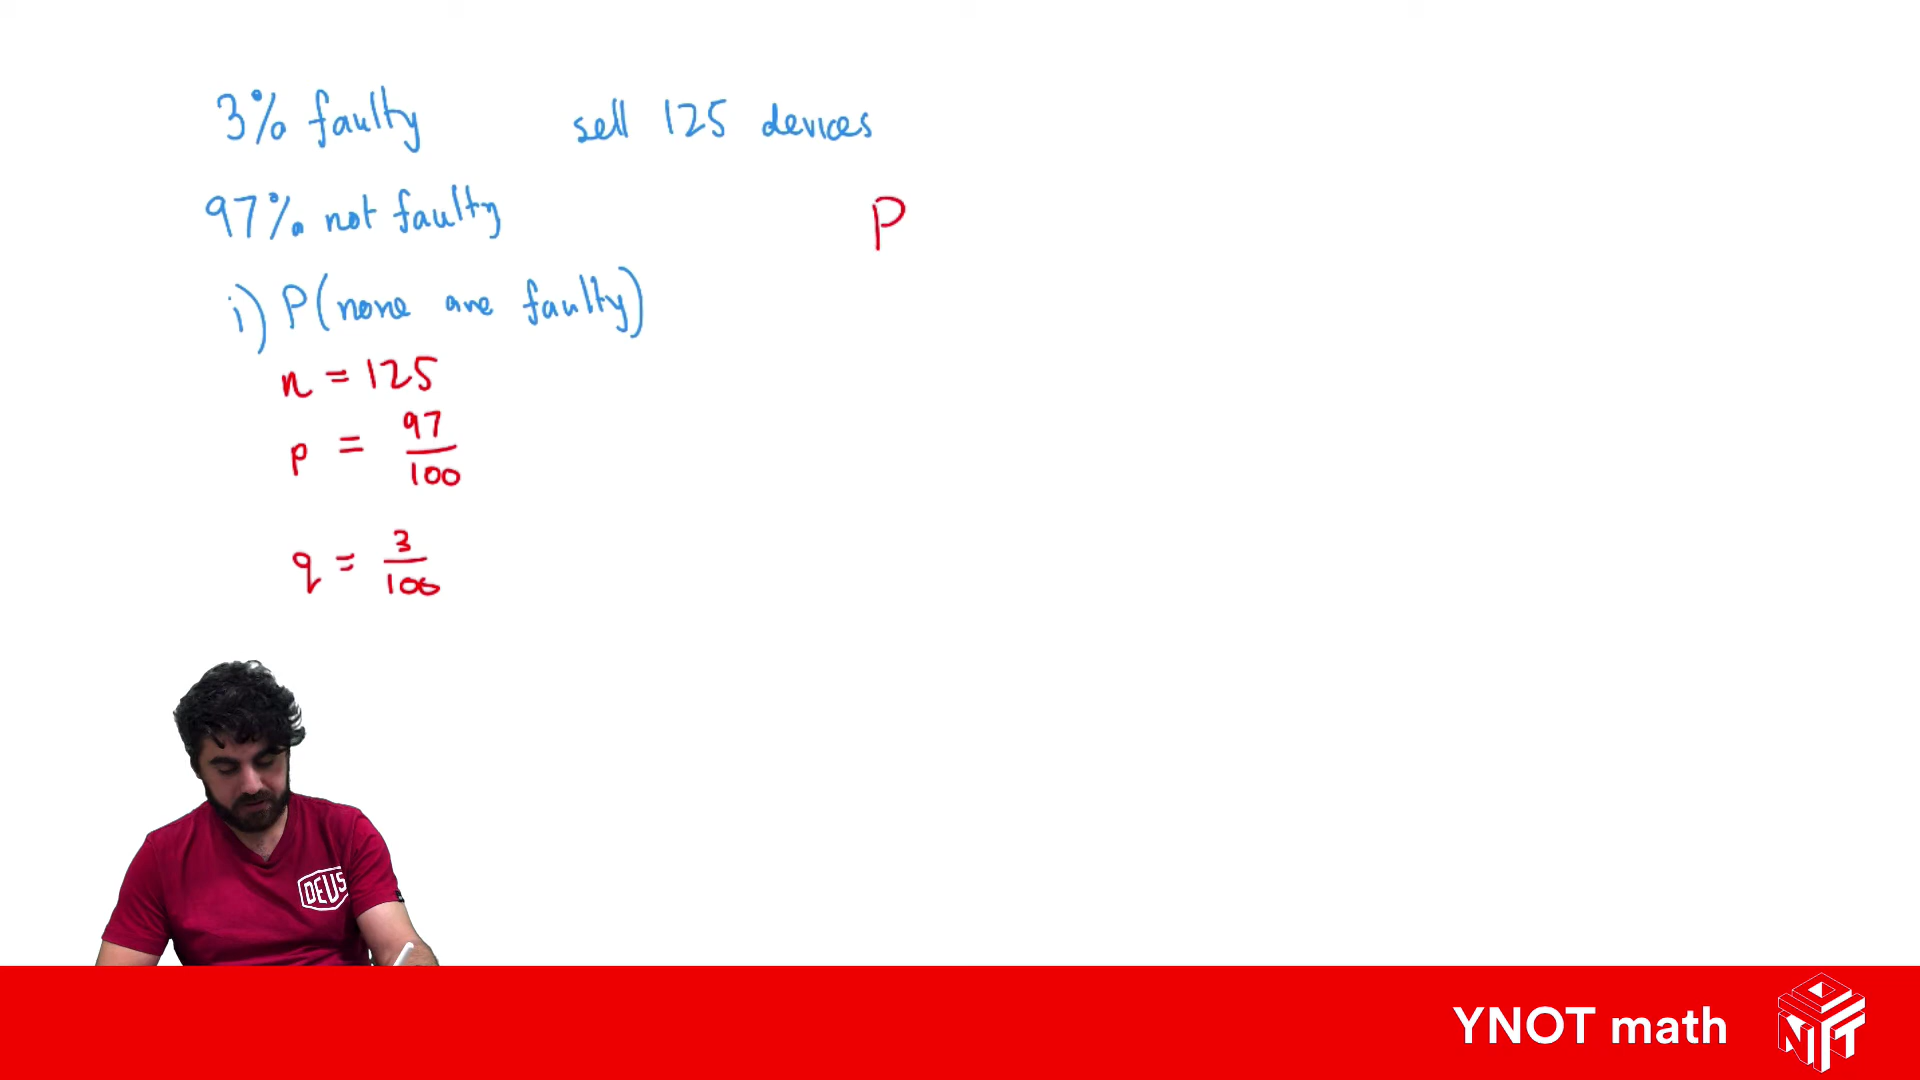 3% faulty
sell 125 devices
97% not faulty
P
i) P(none are faulty)
n = 125
p = 97/100
q = 3/100
DEUS
YNOT math
YNOT